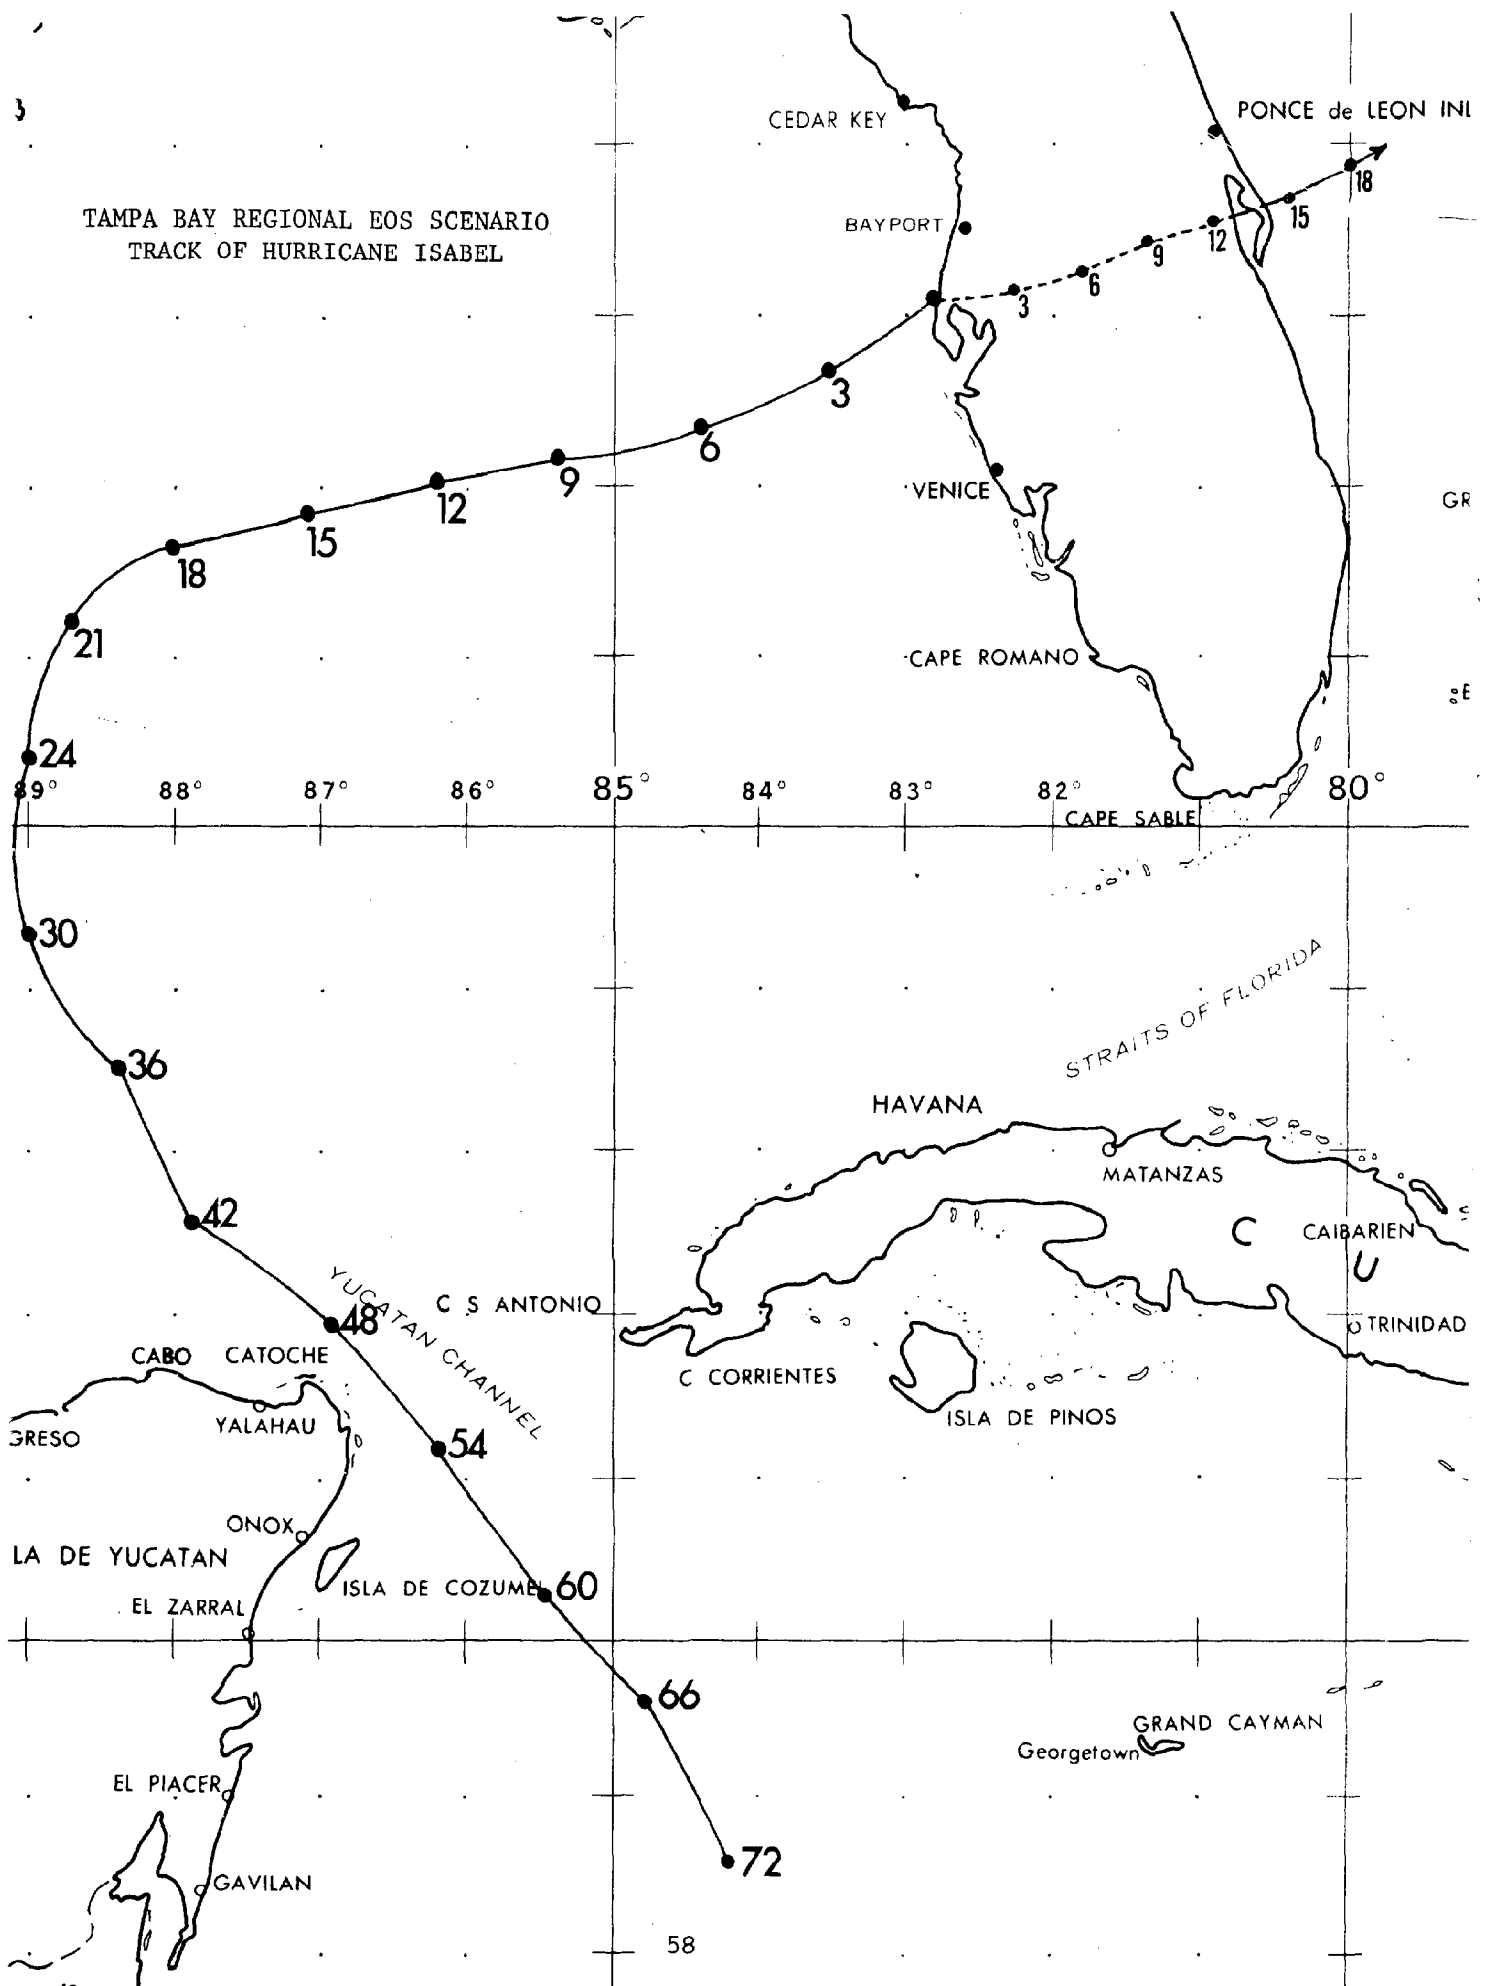 CEDAR KEY
PONCE de LEON INL
TAMPA BAY REGIONAL EOS SCENARIO
TRACK OF HURRICANE ISABEL
BAYPORT
18
15
12
9
6
3
3
6
9
12
15
18
21
24
VENICE
GR
CAPE ROMANO
89° 88° 87° 86° 85° 84° 83° 82° 80°
CAPE SABLE
30
STRAITS OF FLORIDA
36
HAVANA
MATANZAS
42
C
CAIBARIEN
U
YUCATAN CHANNEL
C S ANTONIO
48
TRINIDAD
CABO CATOCHE
C CORRIENTES
YALAHAU
ISLA DE PINOS
GRESO
54
ONOX
LA DE YUCATAN
ISLA DE COZUMEL
60
EL ZARRAL
66
GRAND CAYMAN
Georgetown
EL PIACER
72
GAVILAN
58